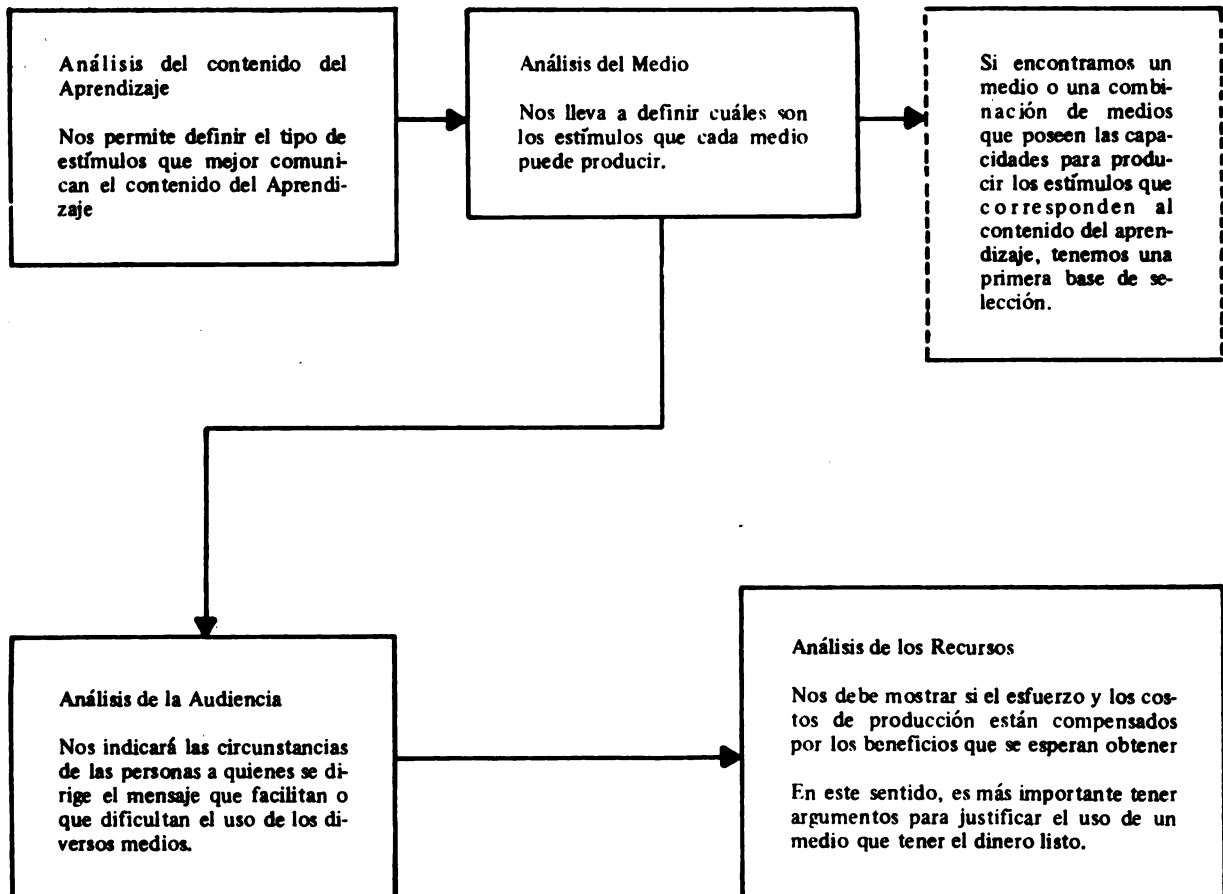 Análisis del contenido del
Aprendizaje
Nos permite definir el tipo de
estímulos que mejor comuni-
can el contenido del Aprendi-
zaje
Análisis del Medio
Nos lleva a definir cuáles son
los estímulos que cada medio
puede producir.
Si encontramos un
medio o una combi-
nación de medios
que poseen las capa-
cidades para produ-
cir los estímulos que
corresponden al
contenido del apren-
dizaje, tenemos una
primera base de se-
lección.
Análisis de la Audiencia
Nos indicará las circunstancias
de las personas a quienes se di-
rige el mensaje que facilitan o
que dificultan el uso de los di-
versos medios.
Análisis de los Recursos
Nos debe mostrar si el esfuerzo y los cos-
tos de producción están compensados
por los beneficios que se esperan obtener
En este sentido, es más importante tener
argumentos para justificar el uso de un
medio que tener el dinero listo.